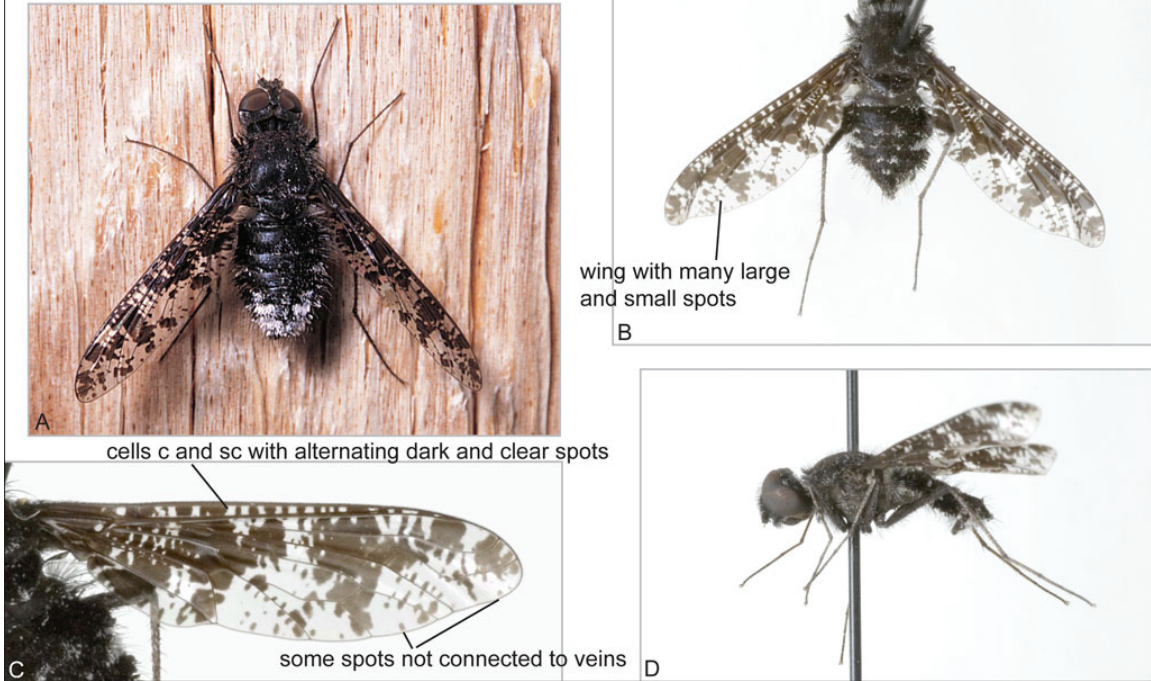 A
wing with many large
and small spots
B
cells c and sc with alternating dark and clear spots
some spots not connected to veins
C
D